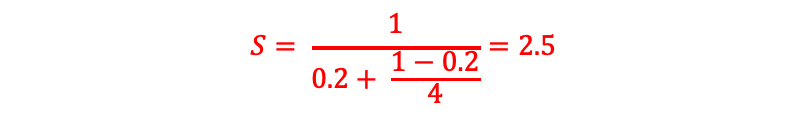 S = 1 / (0.2 + (1 − 0.2) / 4) = 2.5